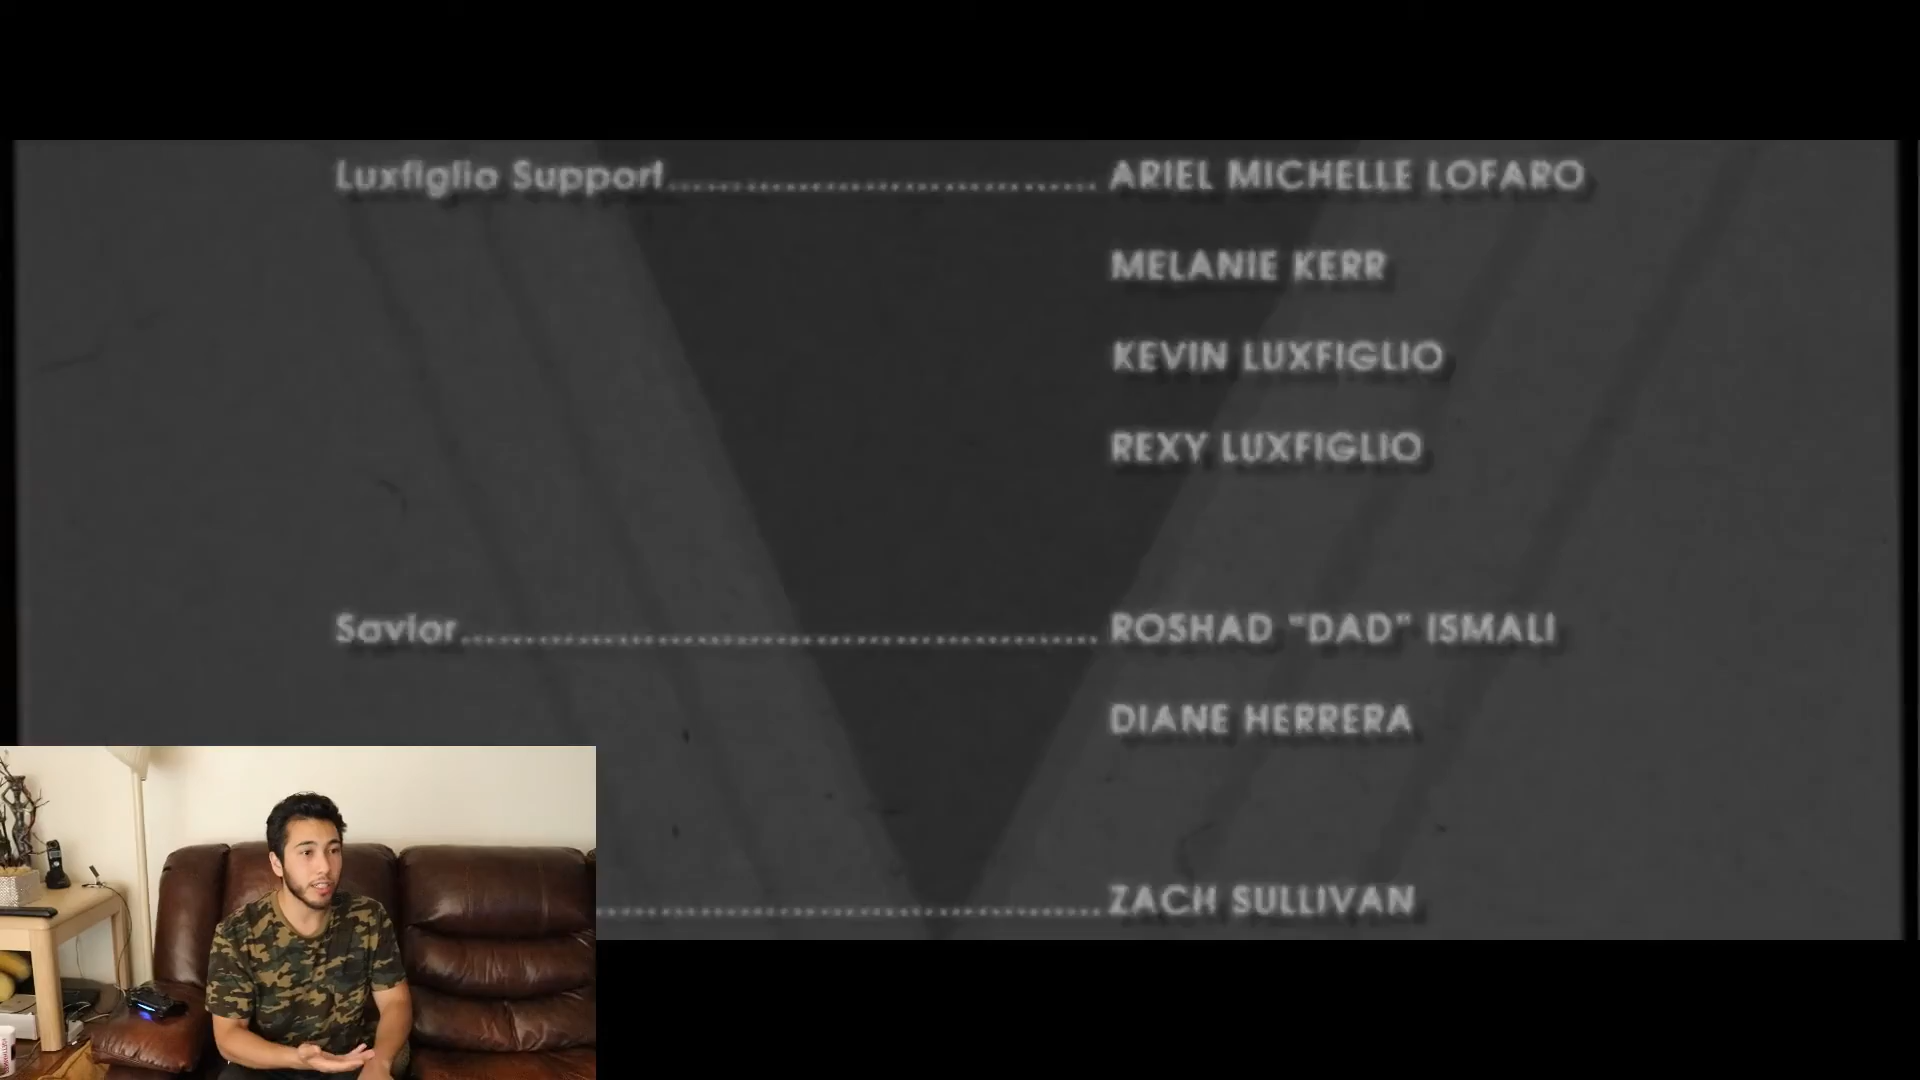 Luxfiglio Support........................................ARIEL MICHELLE LOFARO
MELANIE KERR
KEVIN LUXFIGLIO
REXY LUXFIGLIO
Savior............................................................ROSHAD "DAD" ISMALI
DIANE HERRERA
................................................ZACH SULLIVAN